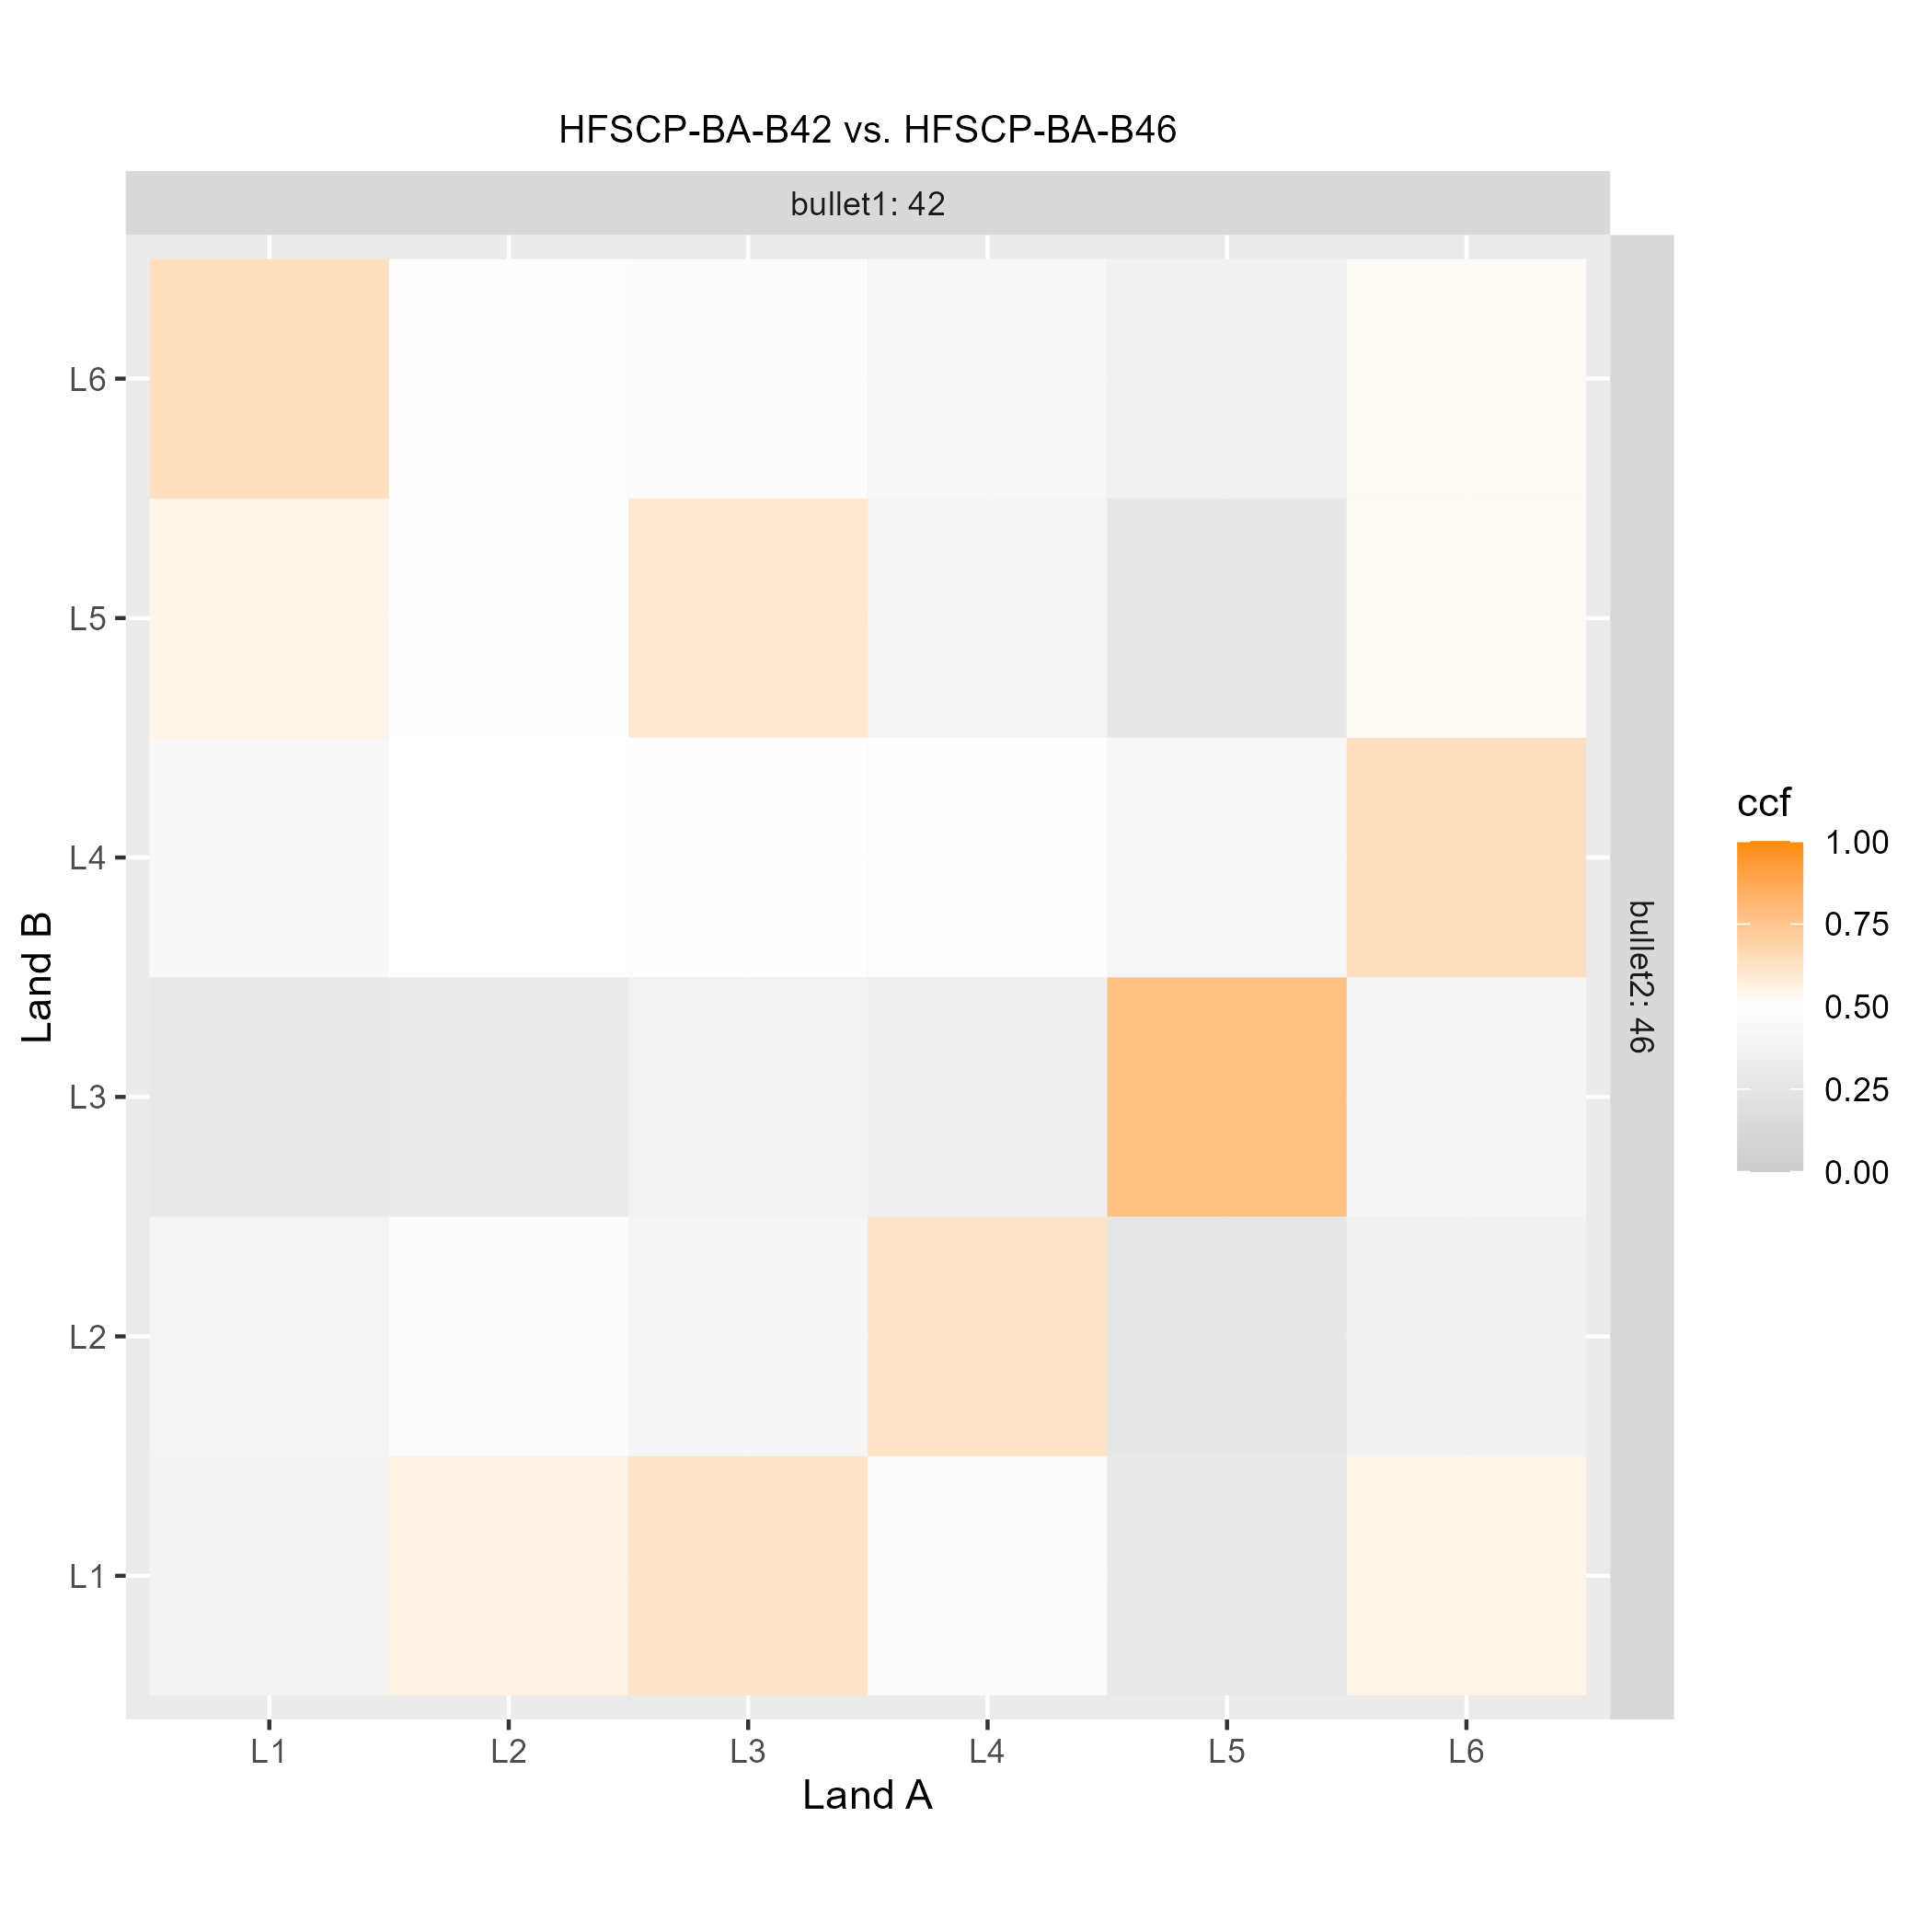 HFSCP-BA-B42 vs. HFSCP-BA-B46
bullet1: 42
L6
L5
L4
L3
L2
L1
Land B
bullet2: 46
L1 L2 L3 L4 L5 L6
Land A
ccf
1.00
0.75
0.50
0.25
0.00